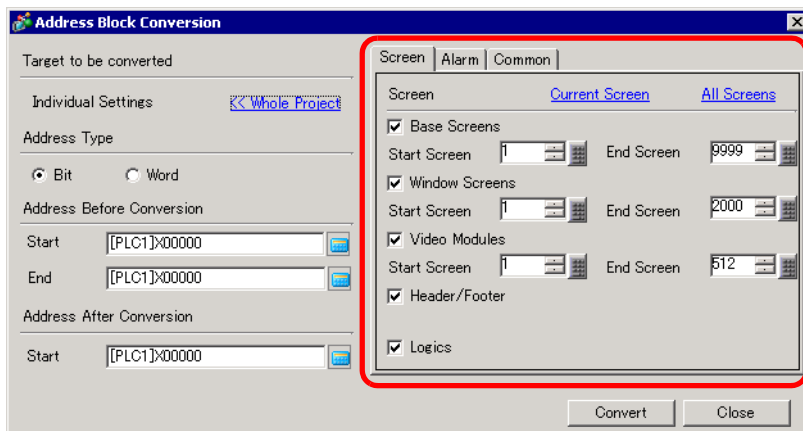 Address Block Conversion
Target to be converted
Individual Settings << Whole Project
Address Type
Bit Word
Address Before Conversion
Start [PLC1]X00000
End [PLC1]X00000
Address After Conversion
Start [PLC1]X00000
Screen Alarm Common
Screen Current Screen All Screens
Base Screens
Start Screen 1 End Screen 9999
Window Screens
Start Screen 1 End Screen 2000
Video Modules
Start Screen 1 End Screen 512
Header/Footer
Logics
Convert Close